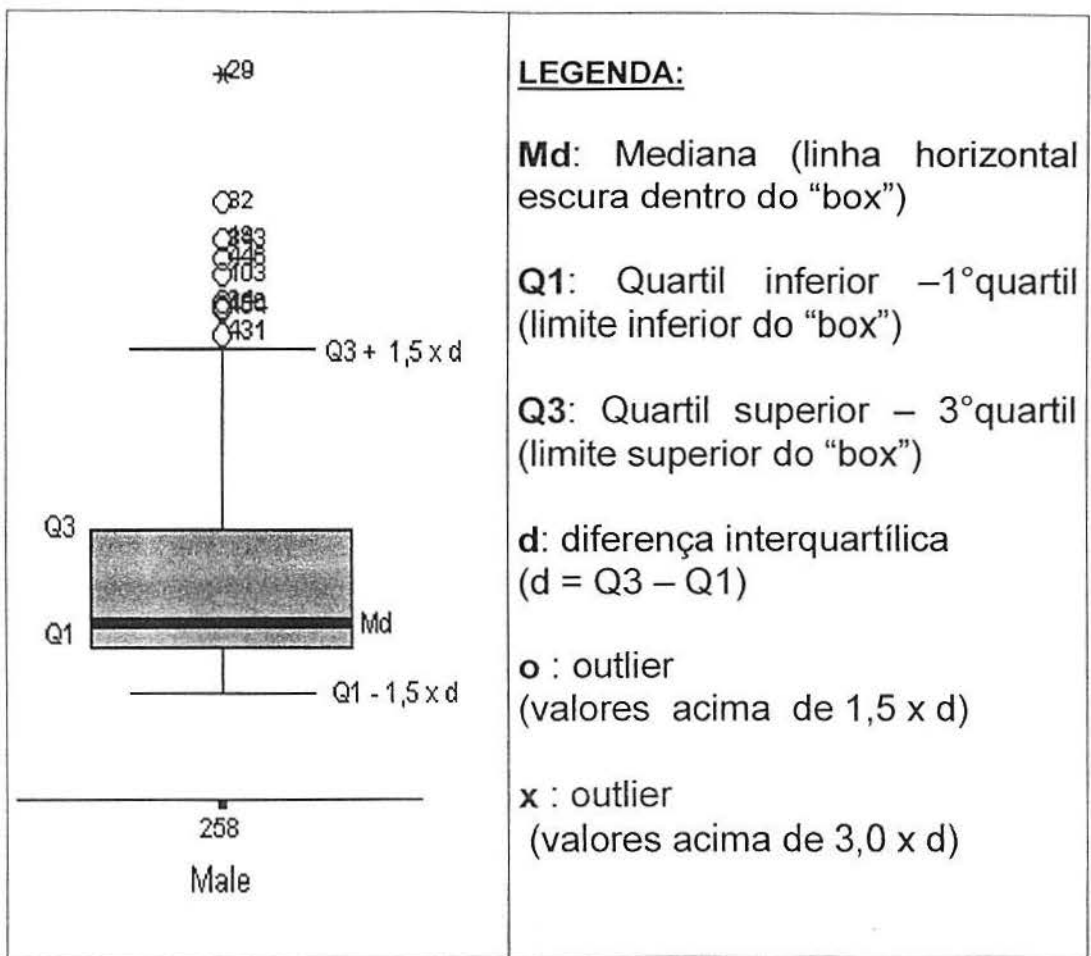 29
32
103
431
Q3 + 1,5 x d
Q3
Md
Q1
Q1 - 1,5 x d
258
Male
LEGENDA:
Md: Mediana (linha horizontal
escura dentro do “box”)
Q1: Quartil inferior –1°quartil
(limite inferior do “box”)
Q3: Quartil superior – 3°quartil
(limite superior do “box”)
d: diferença interquartílica
(d = Q3 – Q1)
o : outlier
(valores acima de 1,5 x d)
x : outlier
(valores acima de 3,0 x d)